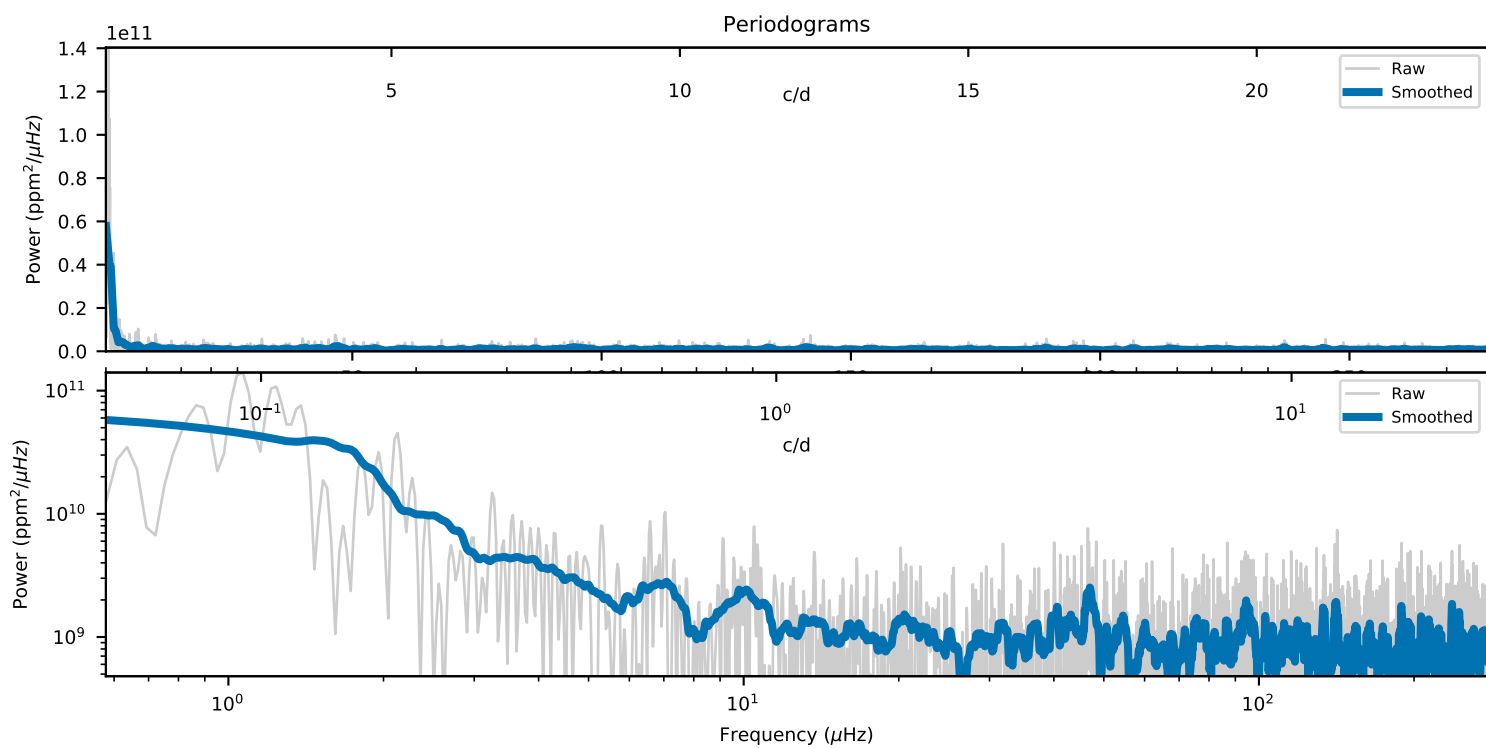 Periodograms
1e11
1.4
1.2
1.0
0.8
0.6
0.4
0.2
0.0
Power (ppm²/μHz)
5 10 15 20
c/d
Raw
Smoothed
10¹¹
10¹⁰
10⁹
Power (ppm²/μHz)
10⁻¹ 10⁰ 10¹
c/d
Raw
Smoothed
10⁰ 10¹ 10²
Frequency (μHz)